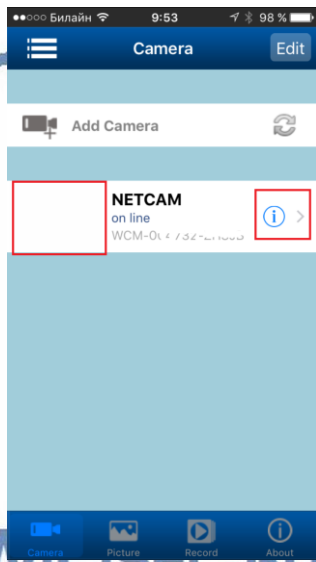 Билайн 9:53 98 %
Camera Edit
Add Camera
NETCAM
on line
Camera Picture Record About